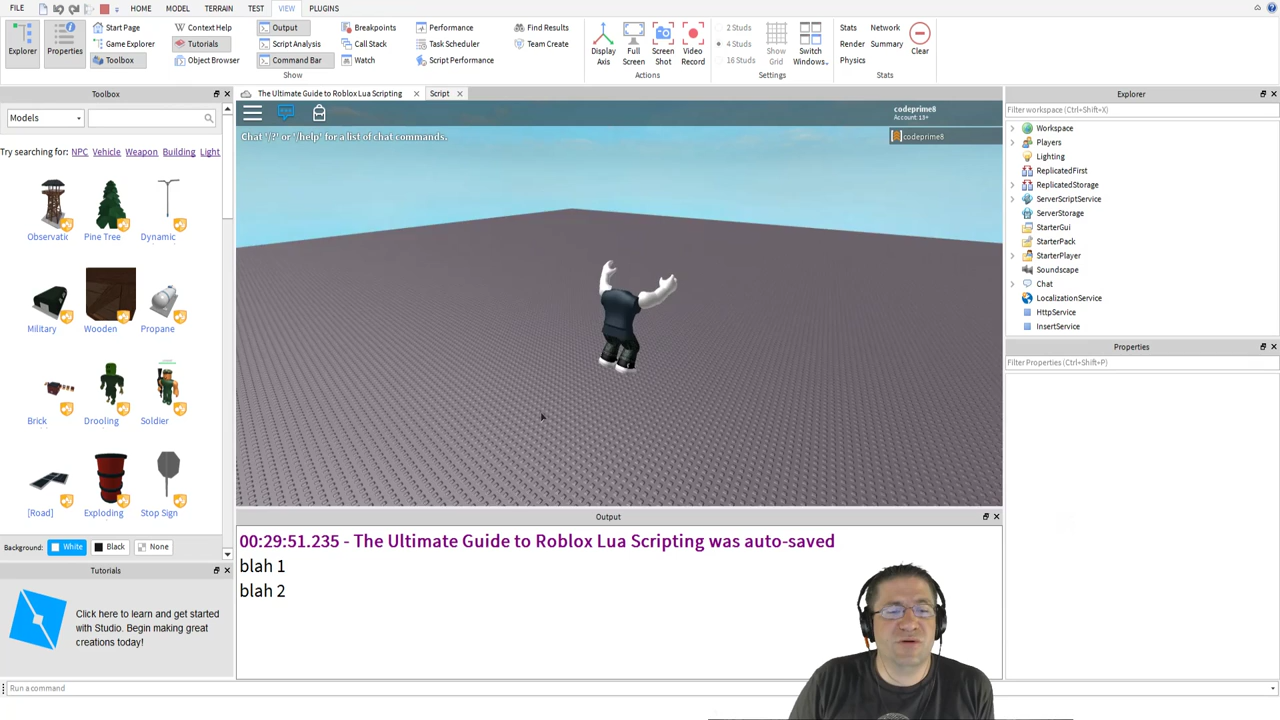 FILE
HOME
MODEL
TERRAIN
TEST
VIEW
PLUGINS
Explorer
Properties
Start Page
Game Explorer
Toolbox
Context Help
Tutorials
Object Browser
Output
Script Analysis
Command Bar
Breakpoints
Call Stack
Watch
Performance
Task Scheduler
Script Performance
Find Results
Team Create
Show
Display
Axis
Full
Screen
Screen
Shot
Video
Record
Actions
2 Studs
4 Studs
16 Studs
Show
Grid
Switch
Windows
Settings
Stats
Render
Physics
Network
Summary
Clear
Stats
Toolbox
Models
Try searching for: NPC Vehicle Weapon Building Light
Observatic
Pine Tree
Dynamic
Military
Wooden
Propane
Brick
Drooling
Soldier
[Road]
Exploding
Stop Sign
Background:
White
Black
None
Tutorials
Click here to learn and get started
with Studio. Begin making great
creations today!
The Ultimate Guide to Roblox Lua Scripting
Script
Chat '/?' or '/help' for a list of chat commands.
codeprime8
Account: 13+
codeprime8
Output
00:29:51.235 - The Ultimate Guide to Roblox Lua Scripting was auto-saved
blah 1
blah 2
Explorer
Filter workspace (Ctrl+Shift+X)
Workspace
Players
Lighting
ReplicatedFirst
ReplicatedStorage
ServerScriptService
ServerStorage
StarterGui
StarterPack
StarterPlayer
Soundscape
Chat
LocalizationService
HttpService
InsertService
Properties
Filter Properties (Ctrl+Shift+P)
Run a command